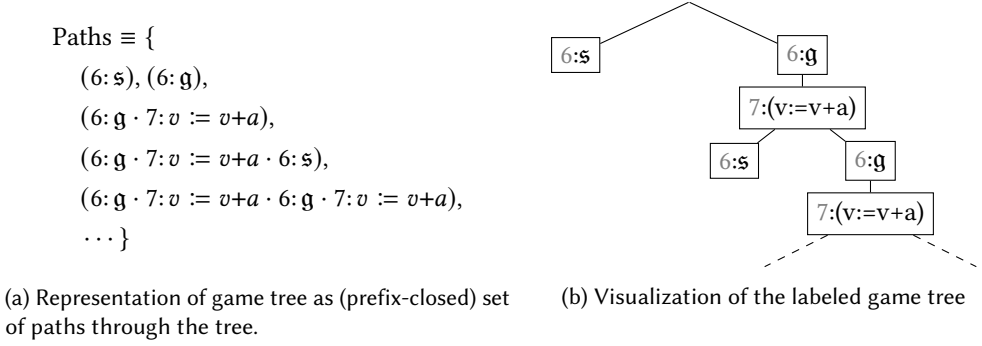 Paths ≡ {
(6: 𝔰), (6: 𝔤),
(6: 𝔤 · 7: v := v+a),
(6: 𝔤 · 7: v := v+a · 6: 𝔰),
(6: 𝔤 · 7: v := v+a · 6: 𝔤 · 7: v := v+a),
··· }
(a) Representation of game tree as (prefix-closed) set
of paths through the tree.
6:𝔰
6:𝔤
7:(v:=v+a)
6:𝔰
6:𝔤
7:(v:=v+a)
(b) Visualization of the labeled game tree